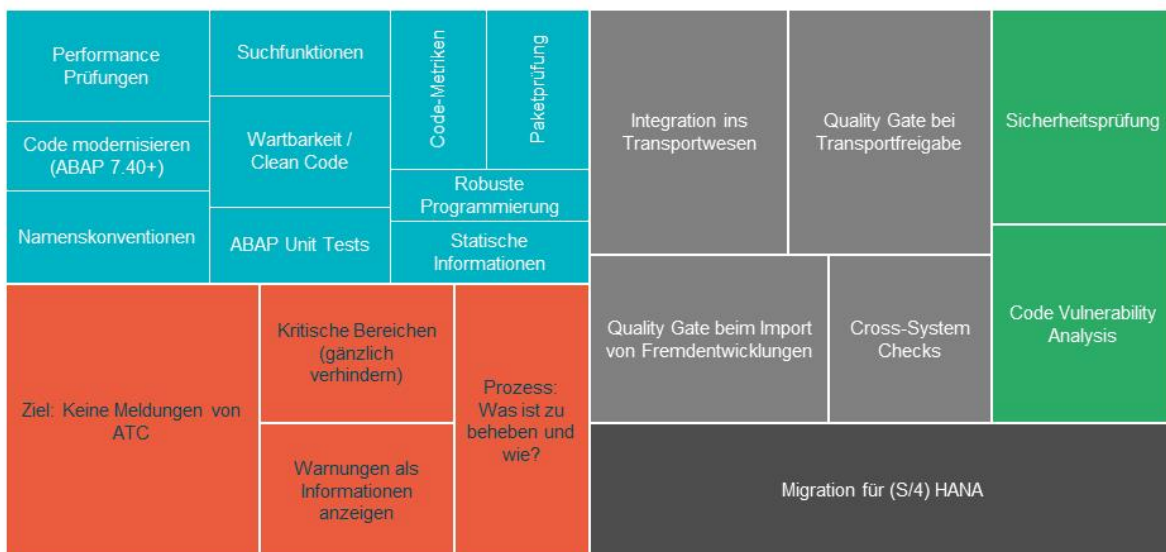 Performance
Prüfungen
Suchfunktionen
Code-Metriken
Paketprüfung
Code modernisieren
(ABAP 7.40+)
Wartbarkeit /
Clean Code
Namenskonventionen
ABAP Unit Tests
Robuste
Programmierung
Statische
Informationen
Integration ins
Transportwesen
Quality Gate bei
Transportfreigabe
Sicherheitsprüfung
Quality Gate beim Import
von Fremdentwicklungen
Cross-System
Checks
Code Vulnerability
Analysis
Ziel: Keine Meldungen von
ATC
Kritische Bereichen
(gänzlich
verhindern)
Warnungen als
Informationen
anzeigen
Prozess:
Was ist zu
beheben und
wie?
Migration für (S/4) HANA